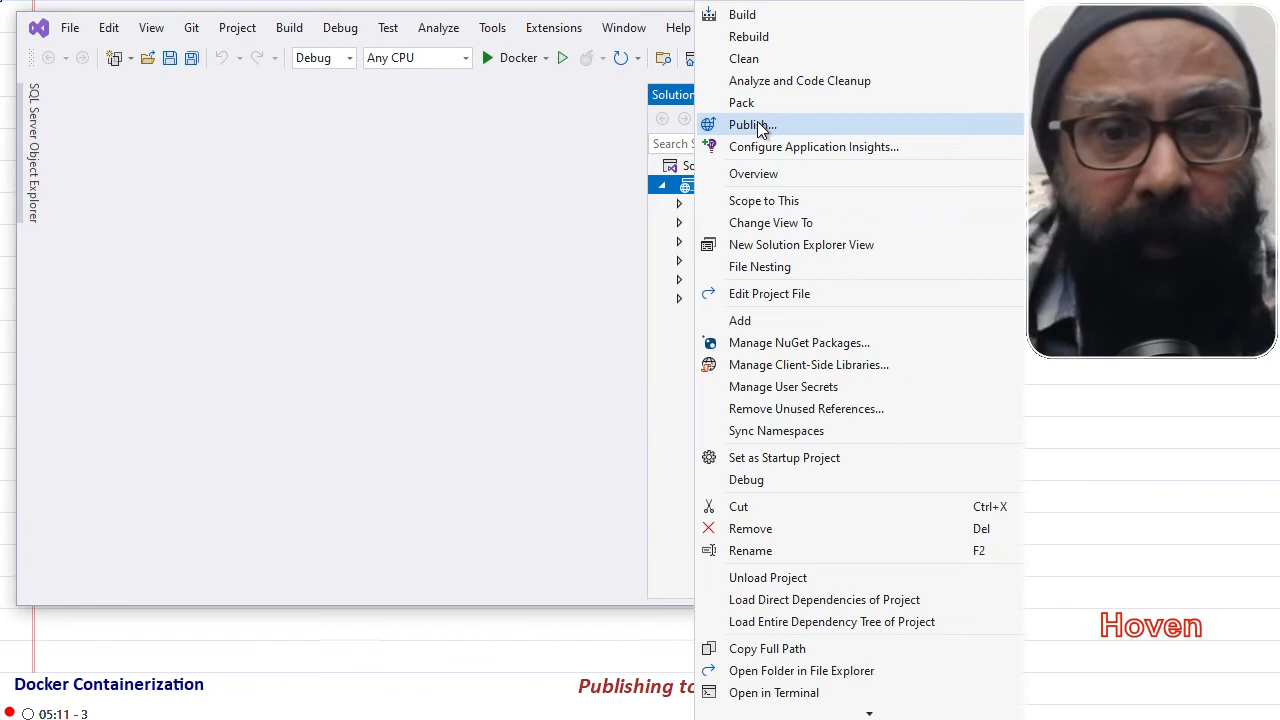 File Edit View Git Project Build Debug Test Analyze Tools Extensions Window Help
Debug Any CPU Docker
SQL Server Object Explorer
Solution
Search S
So
Build
Rebuild
Clean
Analyze and Code Cleanup
Pack
Publish...
Configure Application Insights...
Overview
Scope to This
Change View To
New Solution Explorer View
File Nesting
Edit Project File
Add
Manage NuGet Packages...
Manage Client-Side Libraries...
Manage User Secrets
Remove Unused References...
Sync Namespaces
Set as Startup Project
Debug
Cut Ctrl+X
Remove Del
Rename F2
Unload Project
Load Direct Dependencies of Project
Load Entire Dependency Tree of Project
Copy Full Path
Open Folder in File Explorer
Open in Terminal
Hoven
Docker Containerization
Publishing to
05:11 - 3